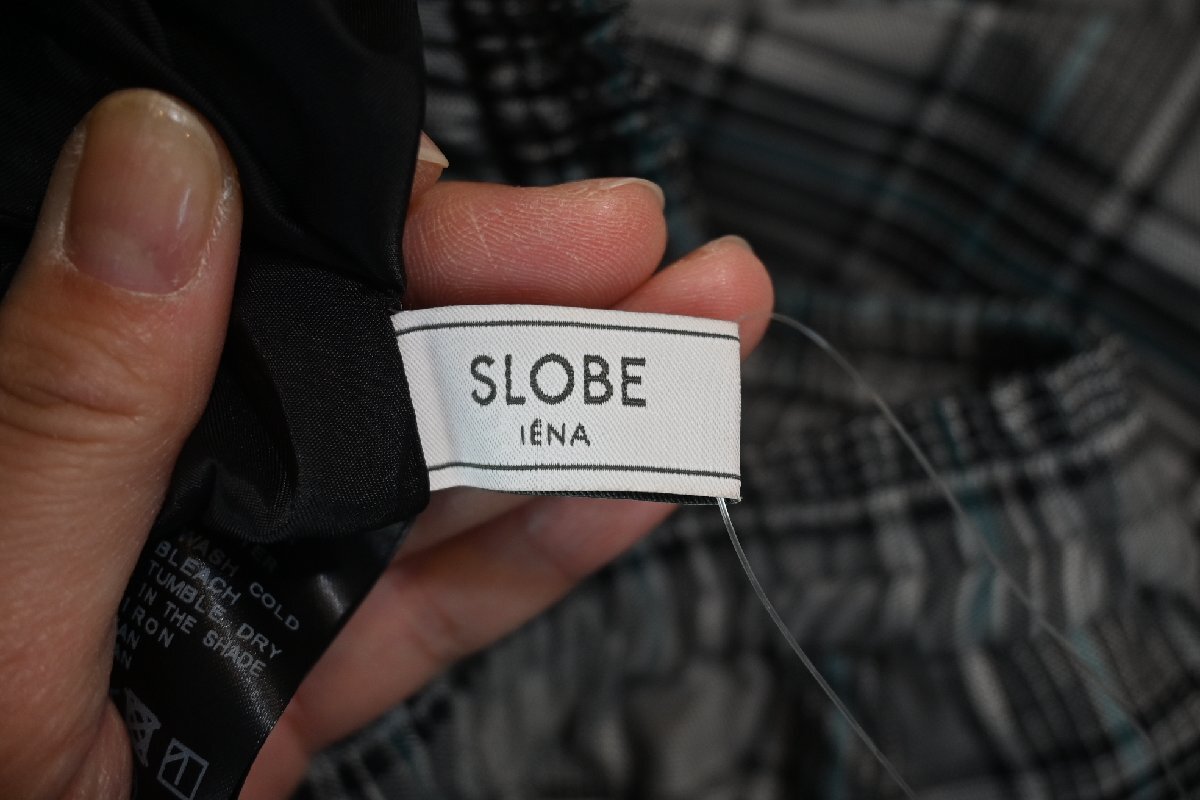 SLOBE
IÉNA
WASH COLD
BLEACH
TUMBLE DRY
IN THE SHADE
IRON